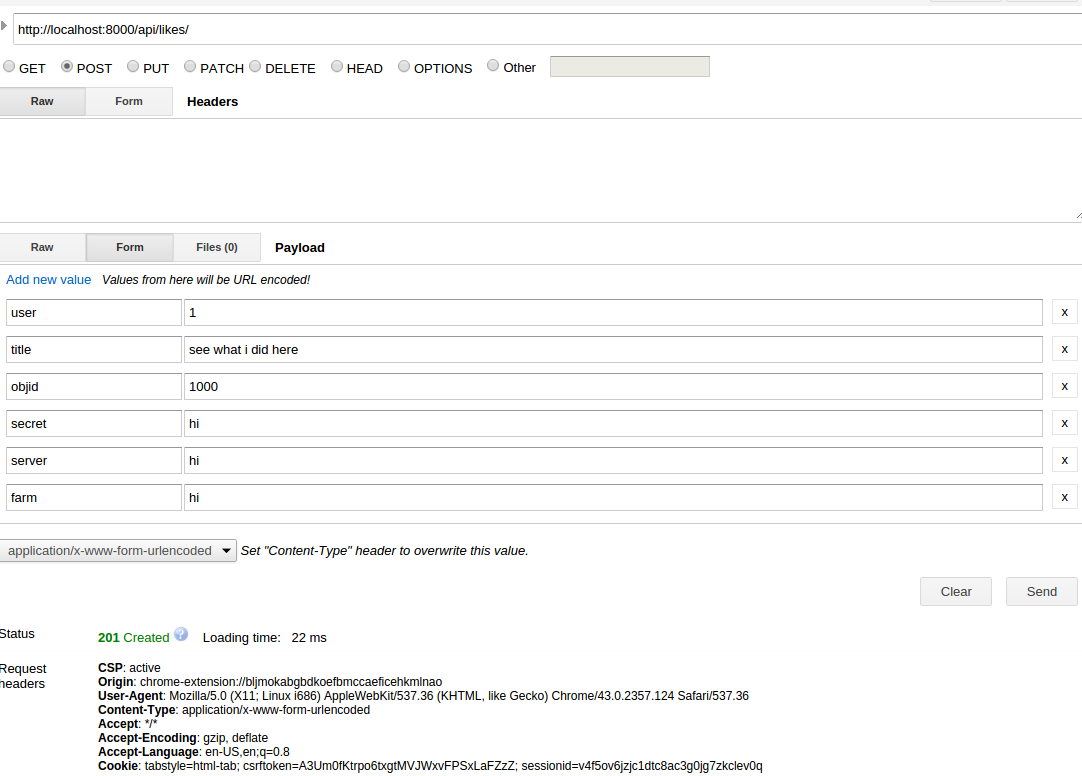 http://localhost:8000/api/likes/
GET POST PUT PATCH DELETE HEAD OPTIONS Other
Raw Form Headers
Raw Form Files (0) Payload
Add new value Values from here will be URL encoded!
user 1 x
title see what i did here x
objid 1000 x
secret hi x
server hi x
farm hi x
application/x-www-form-urlencoded Set "Content-Type" header to overwrite this value.
Clear Send
Status 201 Created ? Loading time: 22 ms
Request headers
CSP: active
Origin: chrome-extension://bljmokabgbdkoefbmccaeficehkmlnao
User-Agent: Mozilla/5.0 (X11; Linux i686) AppleWebKit/537.36 (KHTML, like Gecko) Chrome/43.0.2357.124 Safari/537.36
Content-Type: application/x-www-form-urlencoded
Accept: */*
Accept-Encoding: gzip, deflate
Accept-Language: en-US,en;q=0.8
Cookie: tabstyle=html-tab; csrftoken=A3Um0fKtrpo6txgtMVJWxvFPSxLaFZzZ; sessionid=v4f5ov6jzjc1dtc8ac3g0jg7zkclev0q